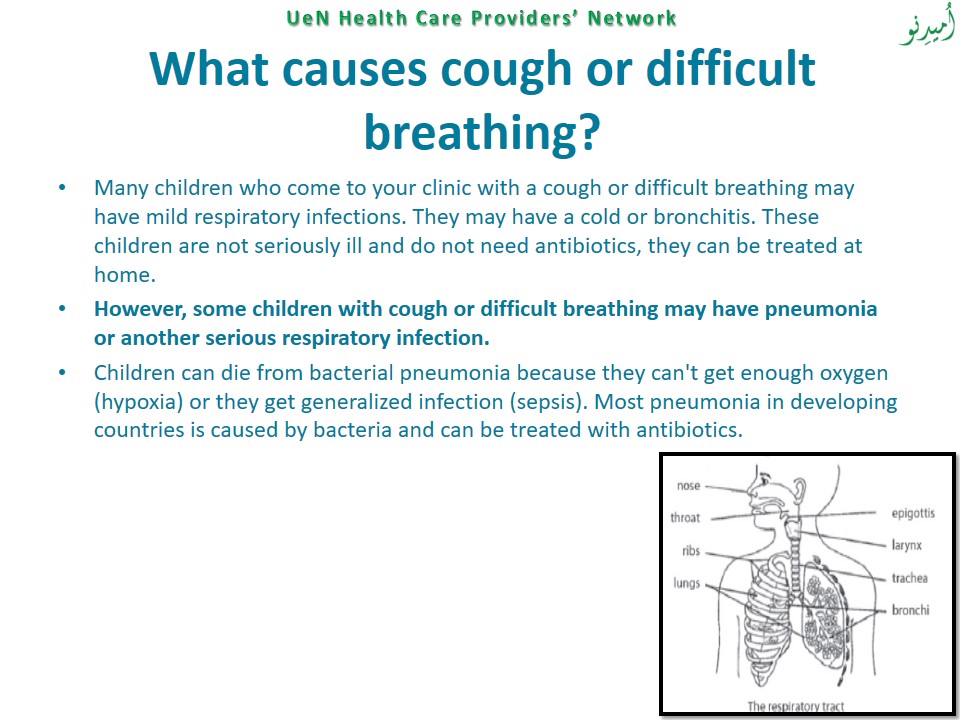 UeN Health Care Providers’ Network
اُمیدِنو
What causes cough or difficult
breathing?
• Many children who come to your clinic with a cough or difficult breathing may
have mild respiratory infections. They may have a cold or bronchitis. These
children are not seriously ill and do not need antibiotics, they can be treated at
home.
• However, some children with cough or difficult breathing may have pneumonia
or another serious respiratory infection.
• Children can die from bacterial pneumonia because they can't get enough oxygen
(hypoxia) or they get generalized infection (sepsis). Most pneumonia in developing
countries is caused by bacteria and can be treated with antibiotics.
nose
throat
ribs
lungs
epigottis
larynx
trachea
bronchi
The respiratory tract